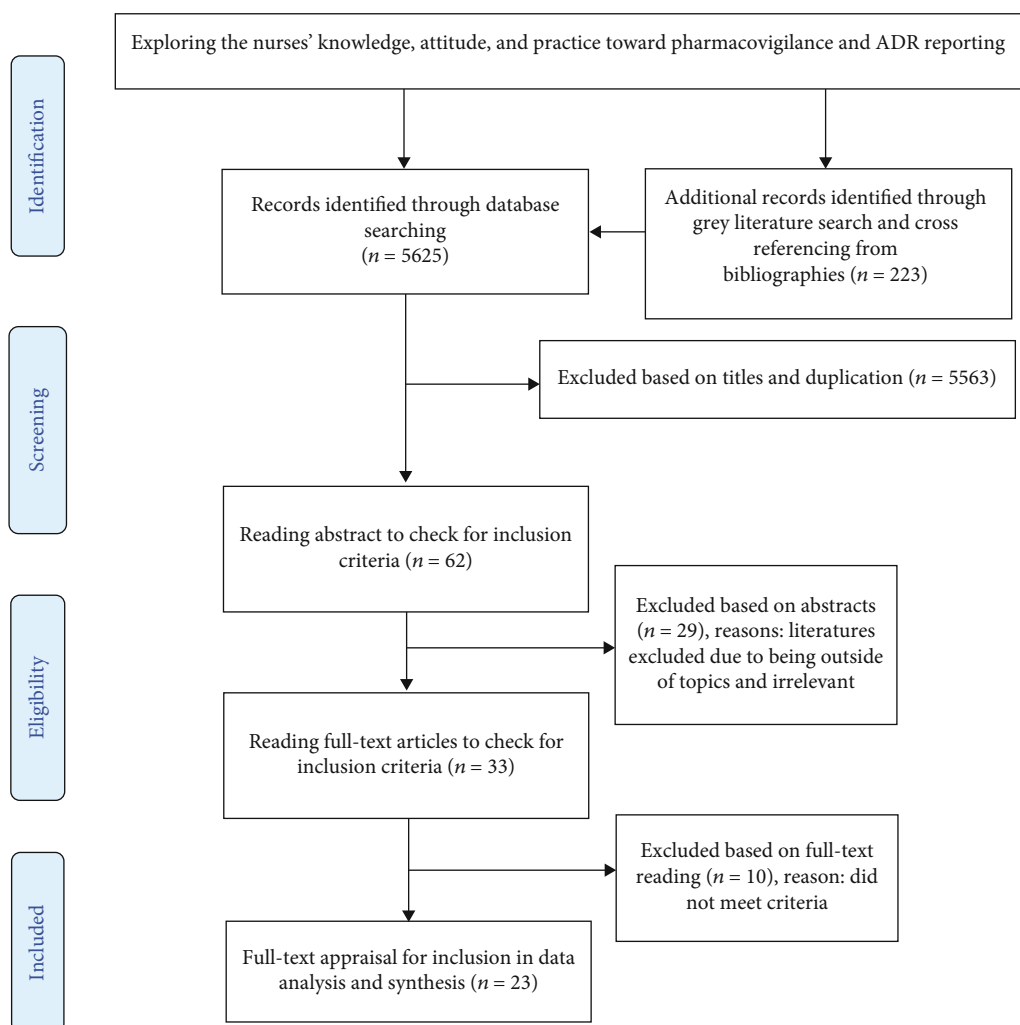 Exploring the nurses' knowledge, attitude, and practice toward pharmacovigilance and ADR reporting
Identification
Records identified through database
searching
(n = 5625)
Additional records identified through
grey literature search and cross
referencing from
bibliographies (n = 223)
Screening
Excluded based on titles and duplication (n = 5563)
Reading abstract to check for inclusion
criteria (n = 62)
Eligibility
Excluded based on abstracts
(n = 29), reasons: literatures
excluded due to being outside
of topics and irrelevant
Reading full-text articles to check for
inclusion criteria (n = 33)
Included
Excluded based on full-text
reading (n = 10), reason: did
not meet criteria
Full-text appraisal for inclusion in data
analysis and synthesis (n = 23)